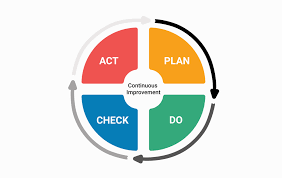 ACT
PLAN
Continuous
Improvement
CHECK
DO